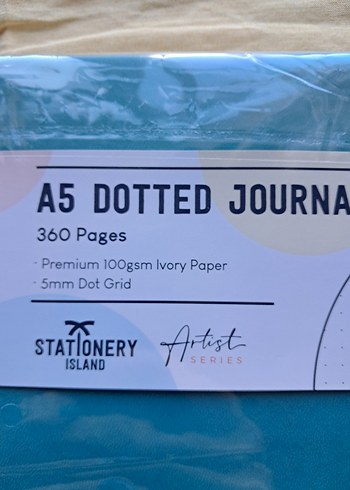 A5 DOTTED JOURNA
360 Pages
· Premium 100gsm Ivory Paper
· 5mm Dot Grid
STATIONERY
ISLAND
Artist
SERIES